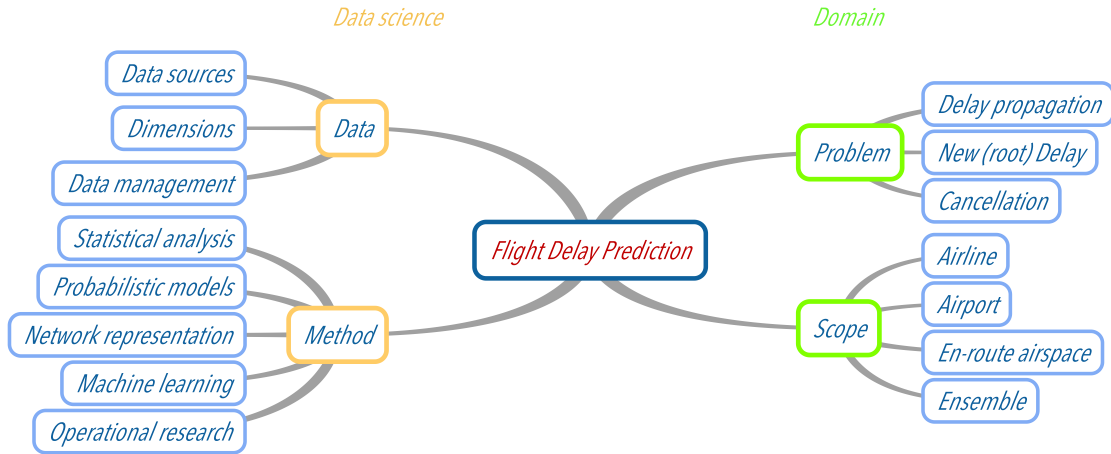 Data science
Domain
Data sources
Dimensions
Data management
Data
Statistical analysis
Probabilistic models
Network representation
Machine learning
Operational research
Method
Flight Delay Prediction
Problem
Delay propagation
New (root) Delay
Cancellation
Scope
Airline
Airport
En-route airspace
Ensemble